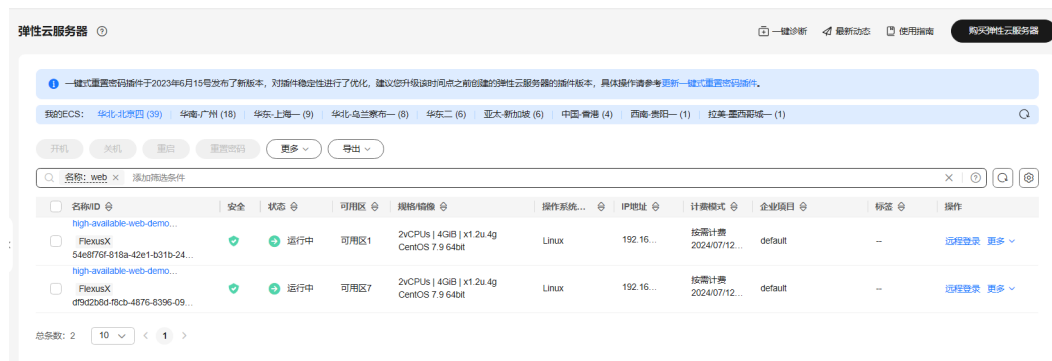 弹性云服务器
一键诊断 最新动态 使用指南 购买弹性云服务器
一键式重置密码插件于2023年6月15号发布了新版本，对插件稳定性进行了优化，建议您升级该时间点之前创建的弹性云服务器的插件版本，具体操作请参考更新一键式重置密码插件。
我的ECS： 华北-北京四 (39) 华南-广州 (18) 华东-上海一 (9) 华北-乌兰察布一 (8) 华东二 (6) 亚太-新加坡 (6) 中国-香港 (4) 西南-贵阳一 (1) 拉美-墨西哥城一 (1)
开机 关机 重启 重置密码 更多 导出
名称: web × 添加筛选条件
名称/ID 安全 状态 可用区 规格/镜像 操作系统... IP地址 计费模式 企业项目 标签 操作
high-available-web-demo...
FlexusX
54e8f76f-818a-42e1-b31b-24...
运行中 可用区1
2vCPUs | 4GiB | x1.2u.4g
CentOS 7.9 64bit
Linux 192.16...
按需计费
2024/07/12...
default -- 远程登录 更多
high-available-web-demo...
FlexusX
df9d2b8d-f8cb-4876-8396-09...
运行中 可用区7
2vCPUs | 4GiB | x1.2u.4g
CentOS 7.9 64bit
Linux 192.16...
按需计费
2024/07/12...
default -- 远程登录 更多
总条数: 2 10 < 1 >